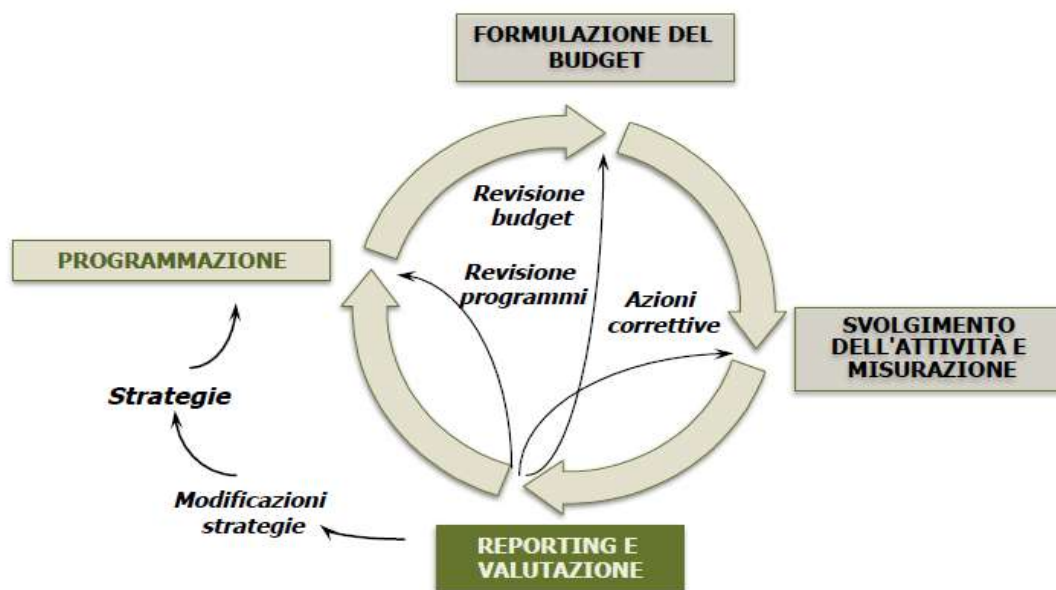 FORMULAZIONE DEL
BUDGET
Revisione
budget
PROGRAMMAZIONE
Revisione
programmi
Azioni
correttive
SVOLGIMENTO
DELL'ATTIVITÀ E
MISURAZIONE
Strategie
Modificazioni
strategie
REPORTING E
VALUTAZIONE